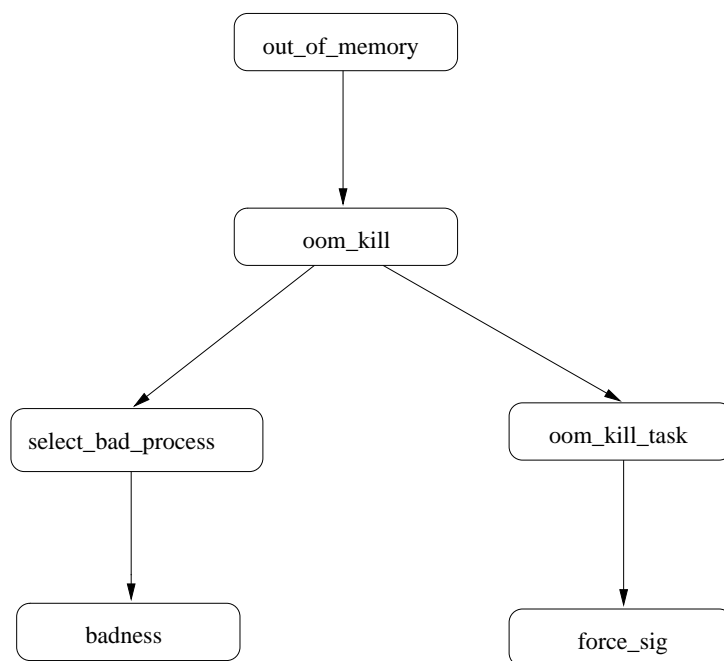 out_of_memory
oom_kill
select_bad_process
oom_kill_task
badness
force_sig